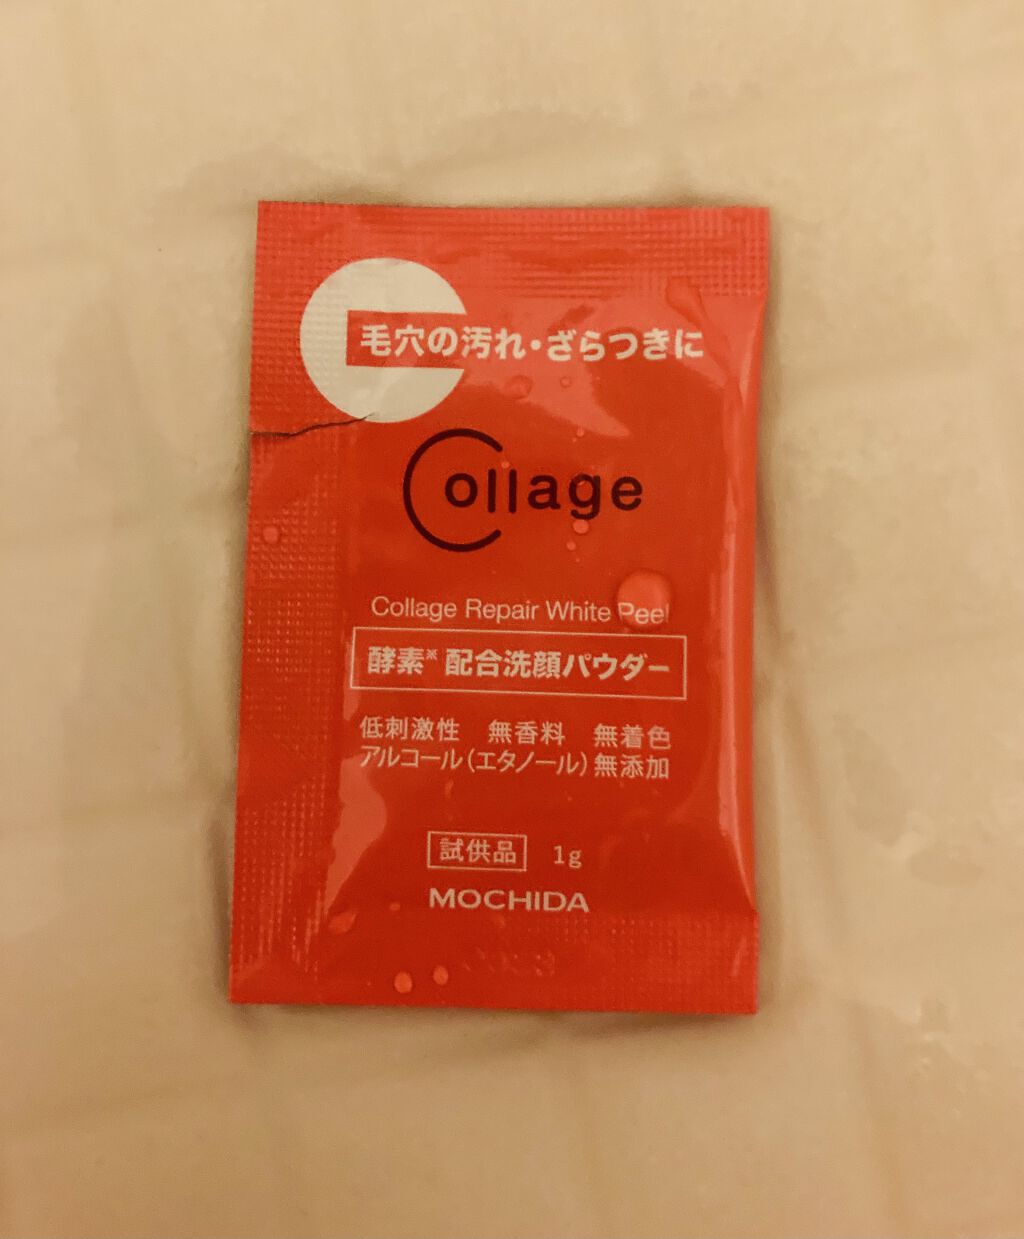 毛穴の汚れ・ざらつきに
Collage
Collage Repair White Peel
酵素※ 配合洗顔パウダー
低刺激性 無香料 無着色
アルコール(エタノール)無添加
試供品 1g
MOCHIDA